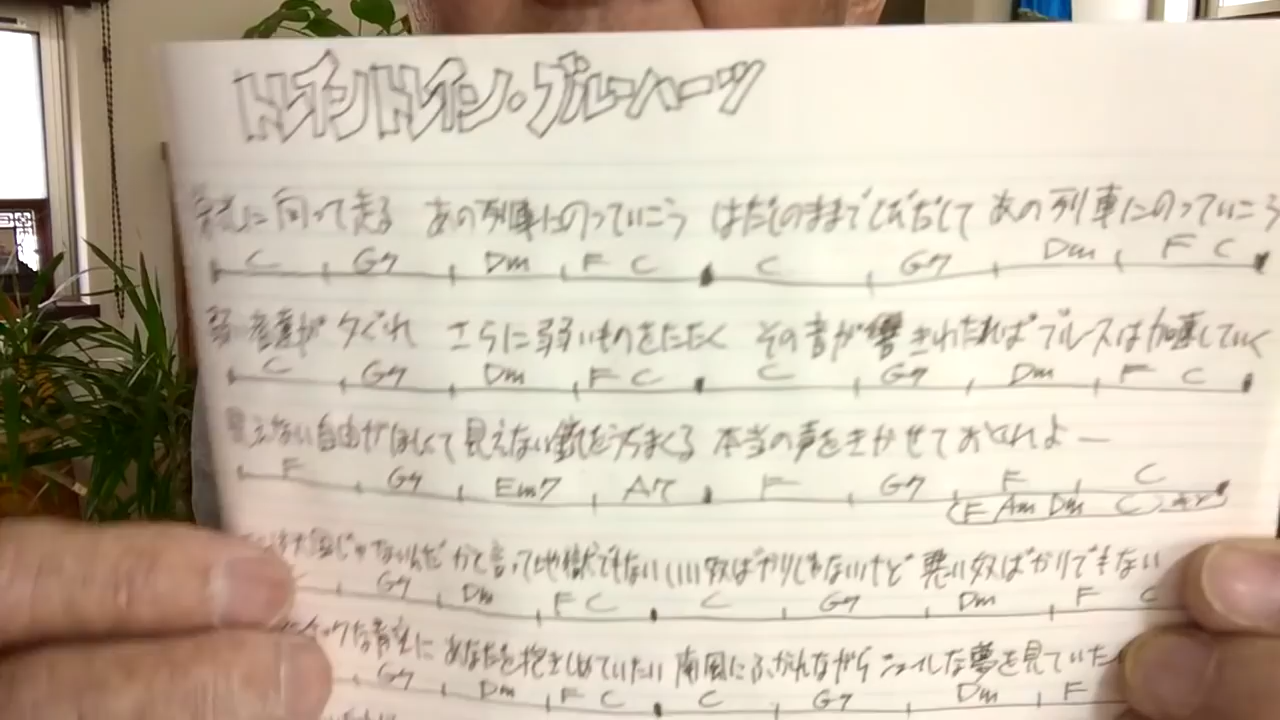 トレイントレイン・ブルーハーツ
栄光に向って走る あの列車にのっていこう はだしのままでとびだして あの列車にのっていこう
C G7 Dm F C C G7 Dm F C
弱い者達が夕ぐれ さらに弱いものをたたく その音が響きわたれば ブルースは加速していく
C G7 Dm F C C G7 Dm F C
見えない自由がほしくて 見えない銃をうちまくる 本当の声をきかせておくれよー
F G7 Em7 A7 F G7 F C
(F Am Dm C)
じゃないんだ かと言って地獄でもない いい奴ばかりじゃないけど 悪い奴ばかりでもない
G7 Dm F C C G7 Dm F C
な青空に あなたを抱きしめていたい 南風にふかれながら シュールな夢を見ていたい
G7 Dm F C C G7 Dm F